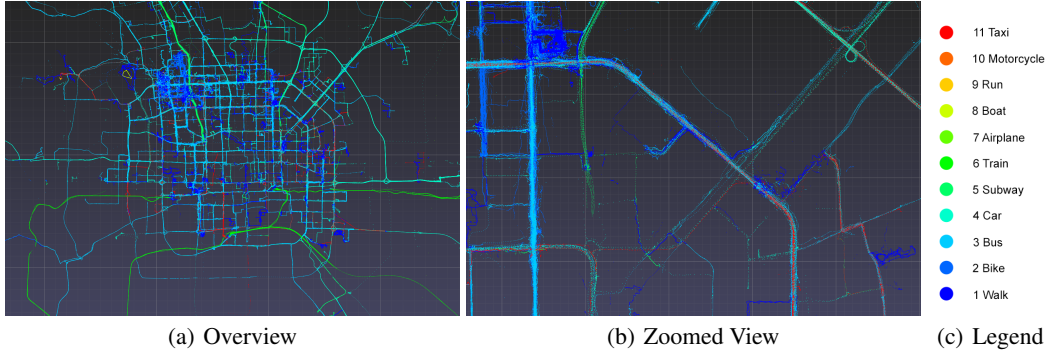 11 Taxi
10 Motorcycle
9 Run
8 Boat
7 Airplane
6 Train
5 Subway
4 Car
3 Bus
2 Bike
1 Walk
(a) Overview
(b) Zoomed View
(c) Legend